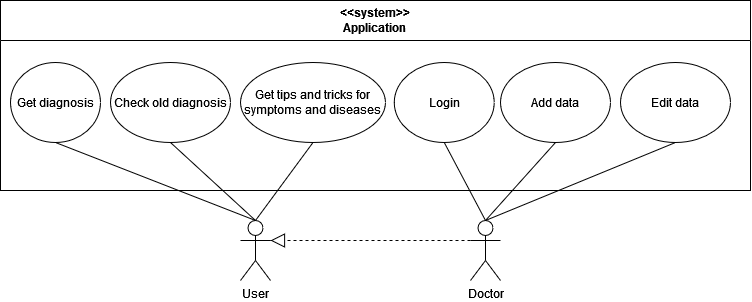 <<system>>
Application
Get diagnosis
Check old diagnosis
Get tips and tricks for
symptoms and diseases
Login
Add data
Edit data
User
Doctor